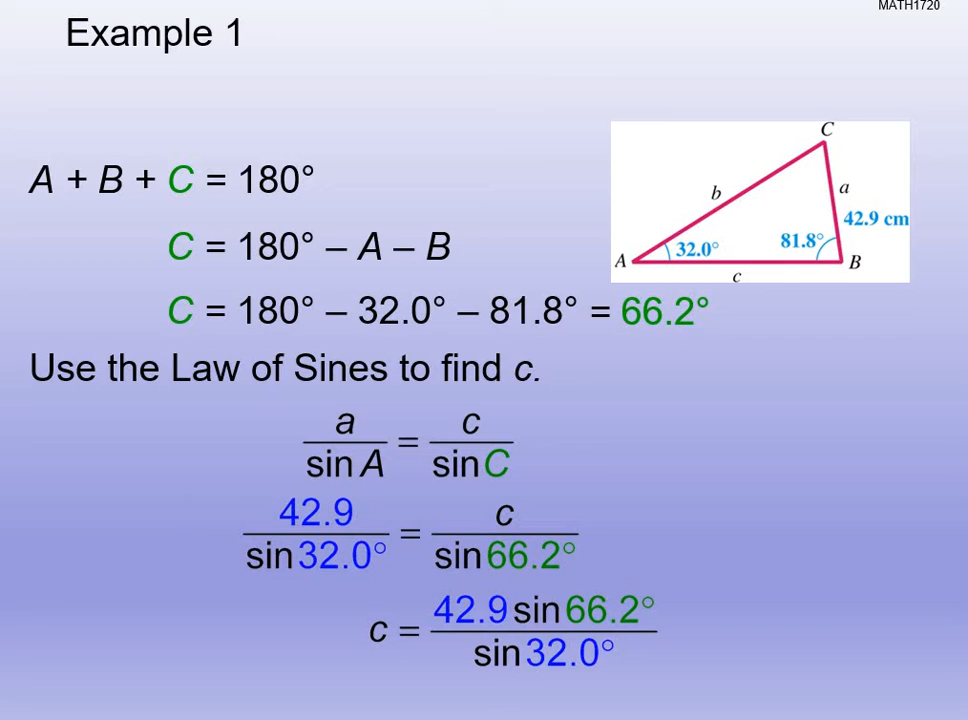 MATH1720
Example 1
A + B + C = 180°
C = 180° – A – B
C = 180° – 32.0° – 81.8° = 66.2°
C
b
a
42.9 cm
81.8°
32.0°
A
B
c
Use the Law of Sines to find c.
a/sin A = c/sin C
42.9/sin 32.0° = c/sin 66.2°
c = 42.9 sin 66.2°/sin 32.0°